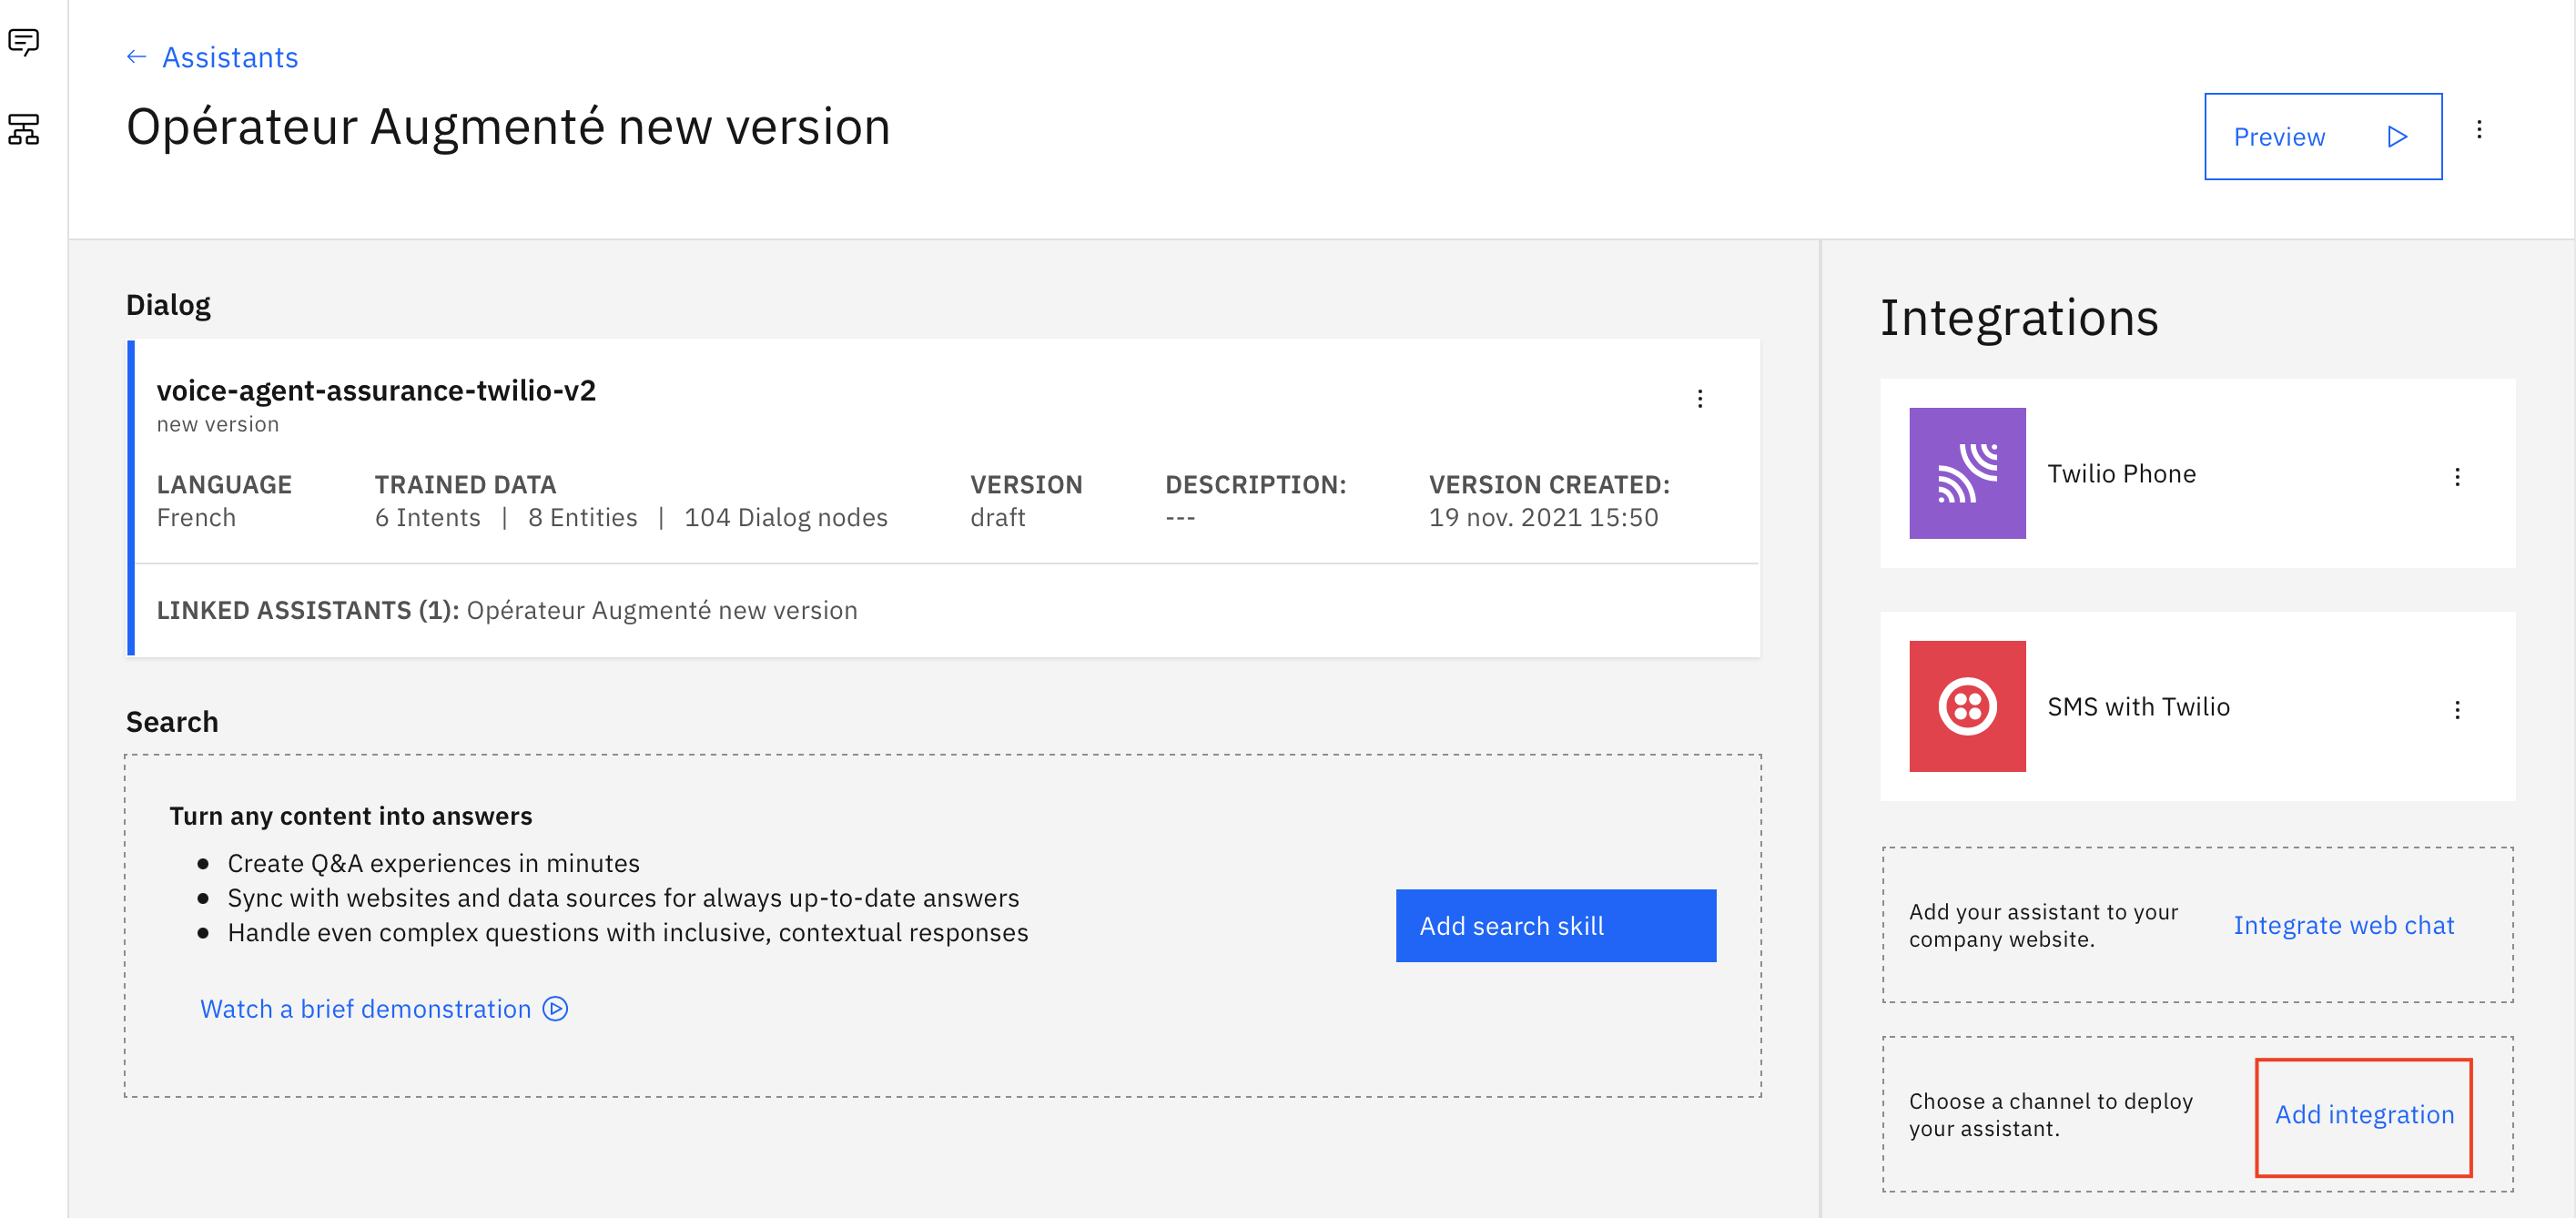 ← Assistants
Opérateur Augmenté new version
Preview
Dialog
voice-agent-assurance-twilio-v2
new version
LANGUAGE TRAINED DATA VERSION DESCRIPTION: VERSION CREATED:
French 6 Intents | 8 Entities | 104 Dialog nodes draft --- 19 nov. 2021 15:50
LINKED ASSISTANTS (1): Opérateur Augmenté new version
Search
Turn any content into answers
• Create Q&A experiences in minutes
• Sync with websites and data sources for always up-to-date answers
• Handle even complex questions with inclusive, contextual responses
Add search skill
Watch a brief demonstration
Integrations
Twilio Phone
SMS with Twilio
Add your assistant to your
company website.
Integrate web chat
Choose a channel to deploy
your assistant.
Add integration